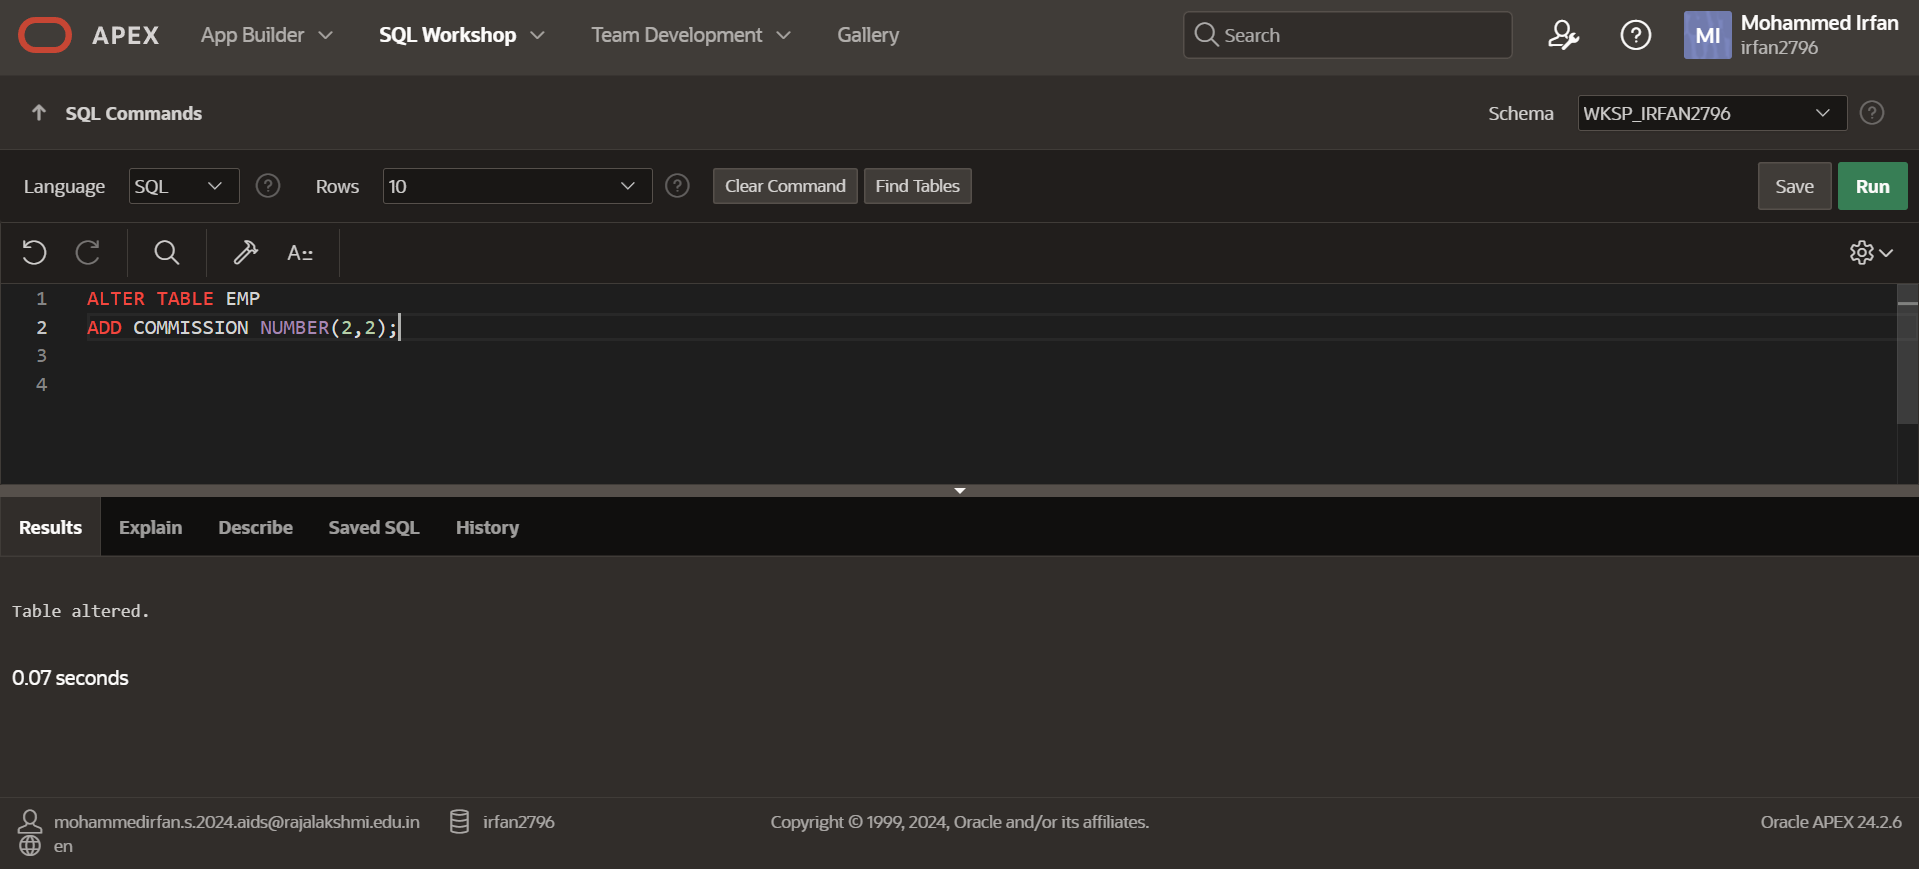 APEX App Builder SQL Workshop Team Development Gallery Search MI Mohammed Irfan
irfan2796
SQL Commands Schema WKSP_IRFAN2796 ?
Language SQL ? Rows 10 ? Clear Command Find Tables Save Run
A
1 ALTER TABLE EMP
2 ADD COMMISSION NUMBER(2,2);
3
4
Results Explain Describe Saved SQL History
Table altered.
0.07 seconds
mohammedirfan.s.2024.aids@rajalakshmi.edu.in irfan2796 Copyright © 1999, 2024, Oracle and/or its affiliates. Oracle APEX 24.2.6
en